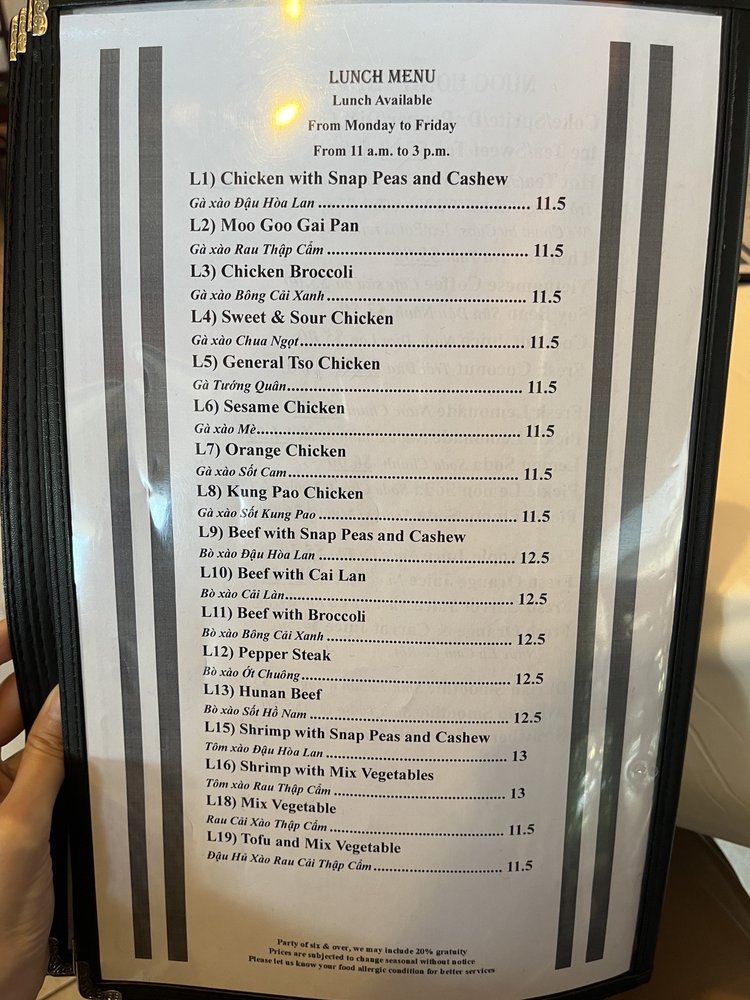 LUNCH MENU
Lunch Available
From Monday to Friday
From 11 a.m. to 3 p.m.
L1) Chicken with Snap Peas and Cashew
Gà xào Đậu Hòa Lan ................................................ 11.5
L2) Moo Goo Gai Pan
Gà xào Rau Thập Cẩm ............................................. 11.5
L3) Chicken Broccoli
Gà xào Bông Cải Xanh ............................................. 11.5
L4) Sweet & Sour Chicken
Gà xào Chua Ngọt .................................................. 11.5
L5) General Tso Chicken
Gà Tướng Quân ..................................................... 11.5
L6) Sesame Chicken
Gà xào Mè ............................................................ 11.5
L7) Orange Chicken
Gà xào Sốt Cam ..................................................... 11.5
L8) Kung Pao Chicken
Gà xào Sốt Kung Pao ............................................. 11.5
L9) Beef with Snap Peas and Cashew
Bò xào Đậu Hòa Lan .............................................. 12.5
L10) Beef with Cai Lan
Bò xào Cải Làn ...................................................... 12.5
L11) Beef with Broccoli
Bò xào Bông Cải Xanh ........................................... 12.5
L12) Pepper Steak
Bò xào Ớt Chuông .................................................. 12.5
L13) Hunan Beef
Bò xào Sốt Hồ Nam ................................................ 12.5
L15) Shrimp with Snap Peas and Cashew
Tôm xào Đậu Hòa Lan ........................................... 13
L16) Shrimp with Mix Vegetables
Tôm xào Rau Thập Cẩm ......................................... 13
L18) Mix Vegetable
Rau Cải Xào Thập Cẩm .......................................... 11.5
L19) Tofu and Mix Vegetable
Đậu Hủ Xào Rau Cải Thập Cẩm ............................... 11.5
Party of six & over, we may include 20% gratuity
Prices are subjected to change seasonal without notice
Please let us know your food allergic condition for better services